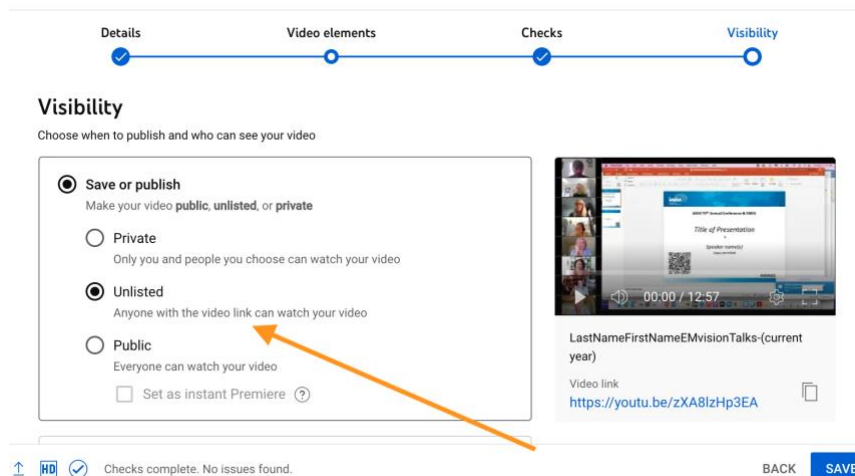 Details Video elements Checks Visibility
Visibility
Choose when to publish and who can see your video
Save or publish
Make your video public, unlisted, or private
Private
Only you and people you choose can watch your video
Unlisted
Anyone with the video link can watch your video
Public
Everyone can watch your video
Set as instant Premiere ?
Title of Presentation
Speaker name(s)
00:00 / 12:57
LastNameFirstNameEMvisionTalks-(current
year)
Video link
https://youtu.be/zXA8lzHp3EA
HD Checks complete. No issues found.
BACK SAVE